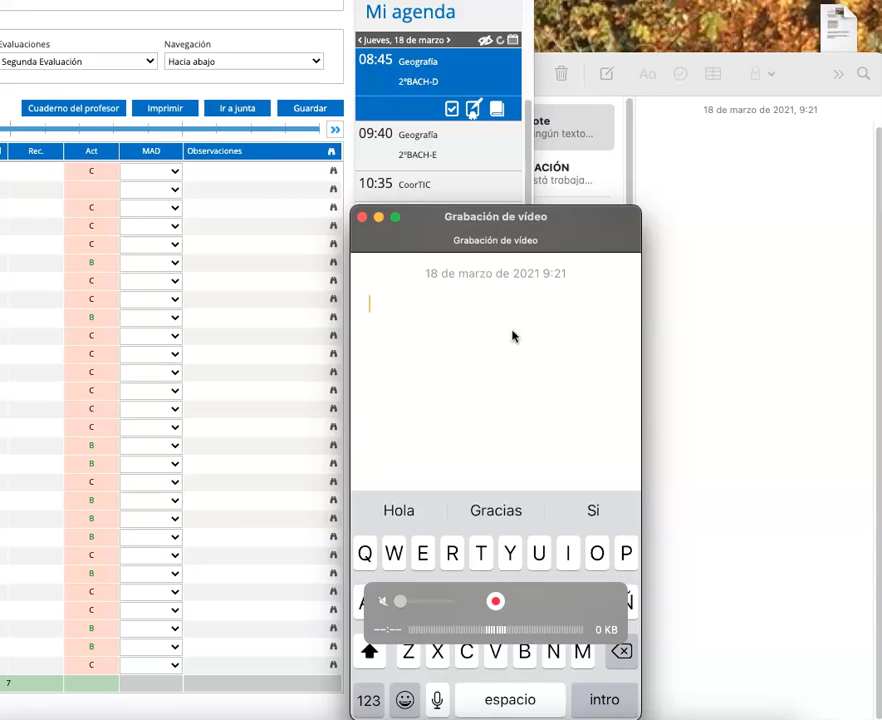 Evaluaciones
Navegación
Segunda Evaluación
Hacia abajo
Cuaderno del profesor
Imprimir
Ir a junta
Guardar
»
Rec.
Act
MAD
Observaciones
C
C
C
C
B
C
C
B
C
C
C
C
C
C
B
B
C
B
B
B
C
B
C
C
B
B
C
7
Mi agenda
Jueves, 18 de marzo
08:45 Geografía
2ºBACH-D
09:40 Geografía
2ºBACH-E
10:35 CoorTIC
Aa
18 de marzo de 2021, 9:21
ote
ngún texto...
ACIÓN
stá trabaja...
Grabación de vídeo
Grabación de vídeo
18 de marzo de 2021 9:21
Hola
Gracias
Si
Q W E R T Y U I O P
--:--
0 KB
Z X C V B N M
123
espacio
intro